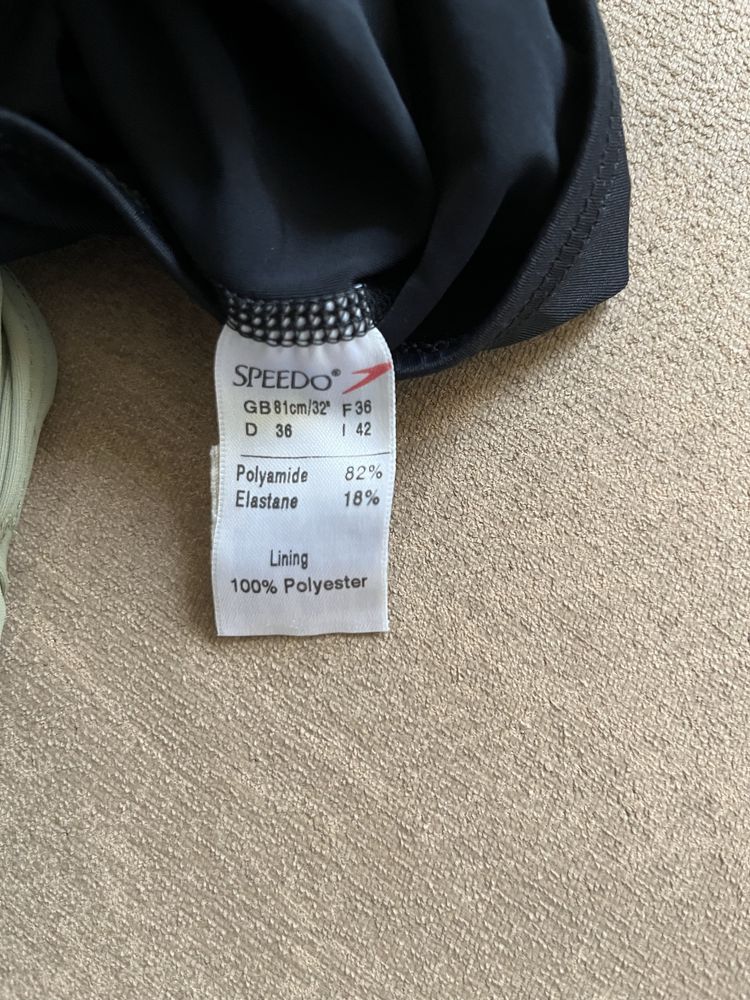 SPEEDO®
GB 81cm/32" F 36
D 36 I 42
Polyamide 82%
Elastane 18%
Lining
100% Polyester